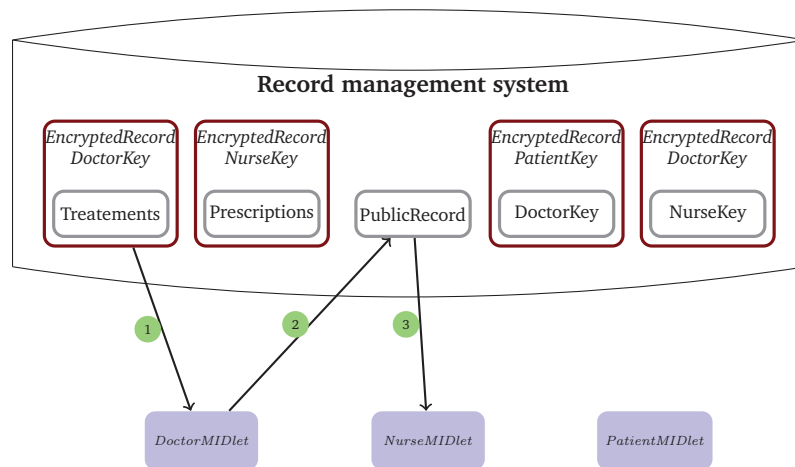 Record management system
EncryptedRecord
DoctorKey
Treatements
EncryptedRecord
NurseKey
Prescriptions
PublicRecord
EncryptedRecord
PatientKey
DoctorKey
EncryptedRecord
DoctorKey
NurseKey
1
2
3
DoctorMIDlet
NurseMIDlet
PatientMIDlet